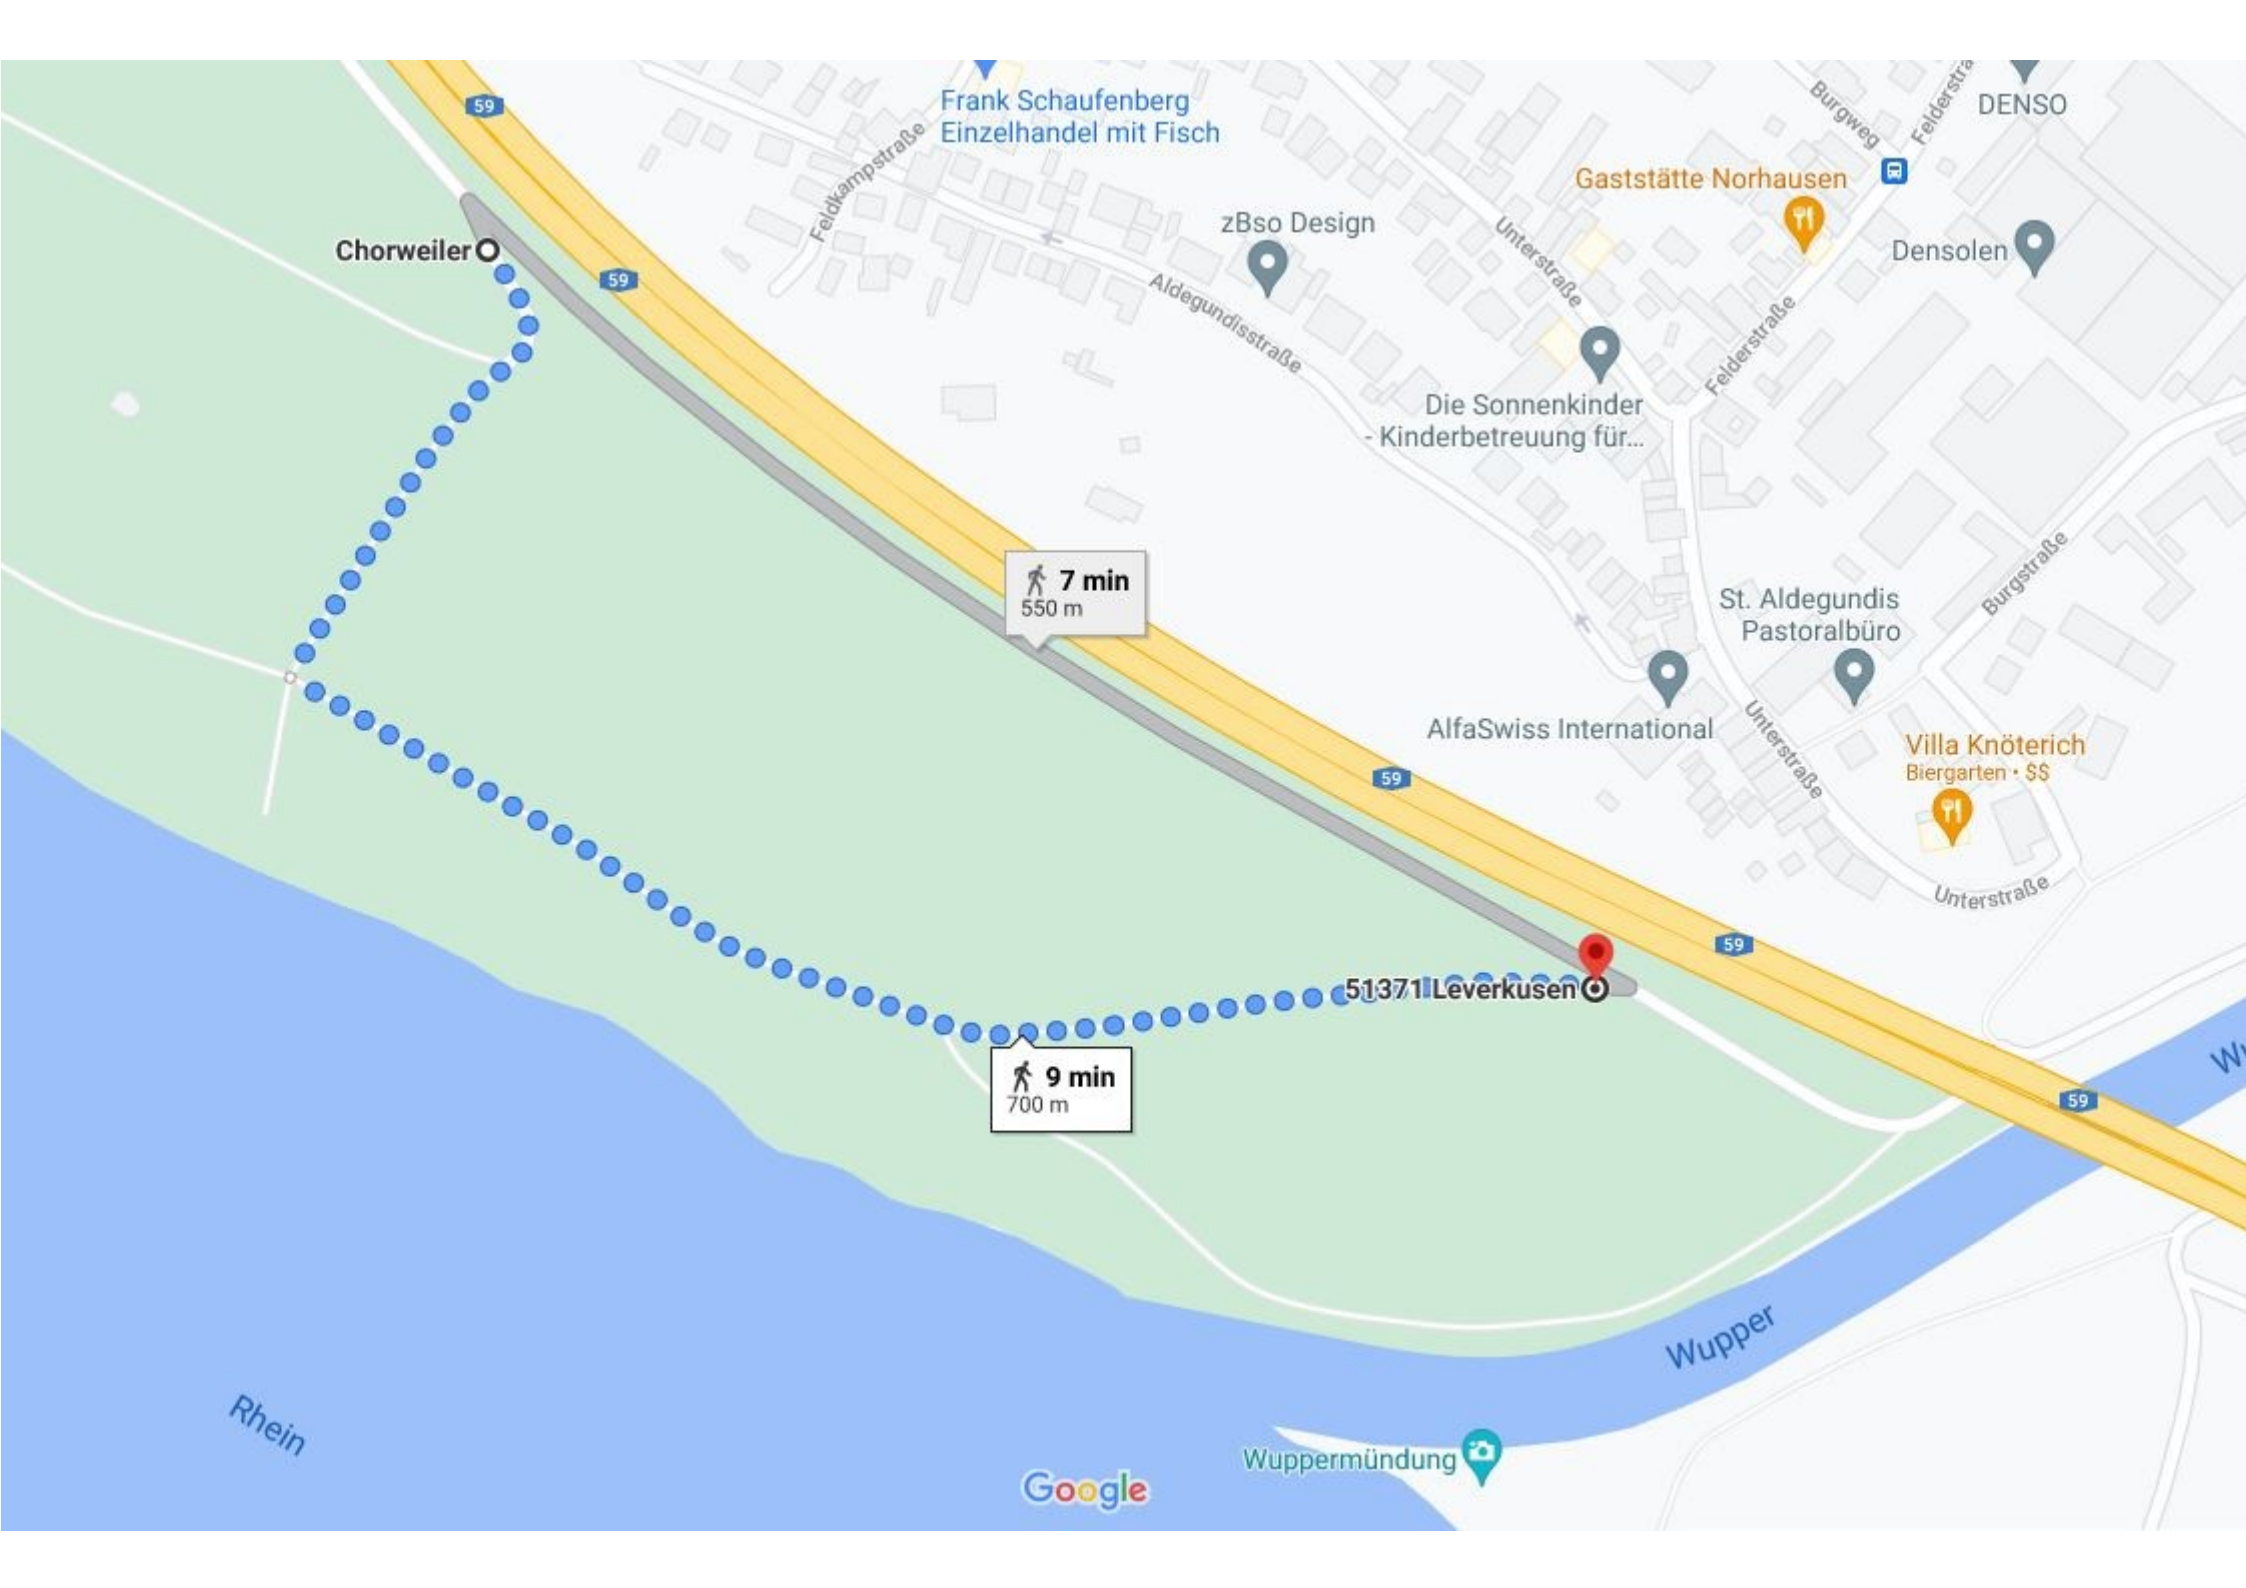 59
Frank Schaufenberg
Einzelhandel mit Fisch
Feldkampstraße
Burgweg
DENSO
Gaststätte Norhausen
Chorweiler
59
zBso Design
Unterstraße
Densolen
Aldegundisstraße
Felderstraße
Die Sonnenkinder
- Kinderbetreuung für...
7 min
550 m
St. Aldegundis
Pastoralbüro
Burgstraße
AlfaSwiss International
Unterstraße
Villa Knöterich
Biergarten • $$
59
Unterstraße
59
51371 Leverkusen
9 min
700 m
59
Wupper
Rhein
Wuppermündung
Google